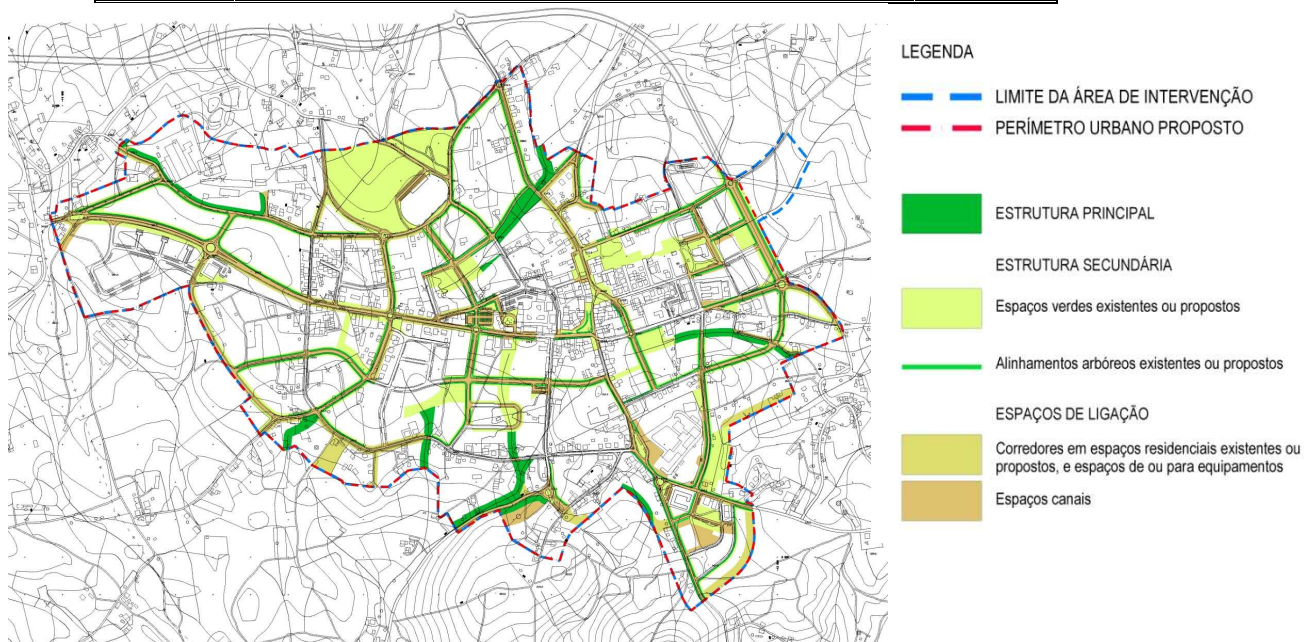 LEGENDA
LIMITE DA ÁREA DE INTERVENÇÃO
PERÍMETRO URBANO PROPOSTO
ESTRUTURA PRINCIPAL
ESTRUTURA SECUNDÁRIA
Espaços verdes existentes ou propostos
Alinhamentos arbóreos existentes ou propostos
ESPAÇOS DE LIGAÇÃO
Corredores em espaços residenciais existentes ou
propostos, e espaços de ou para equipamentos
Espaços canais